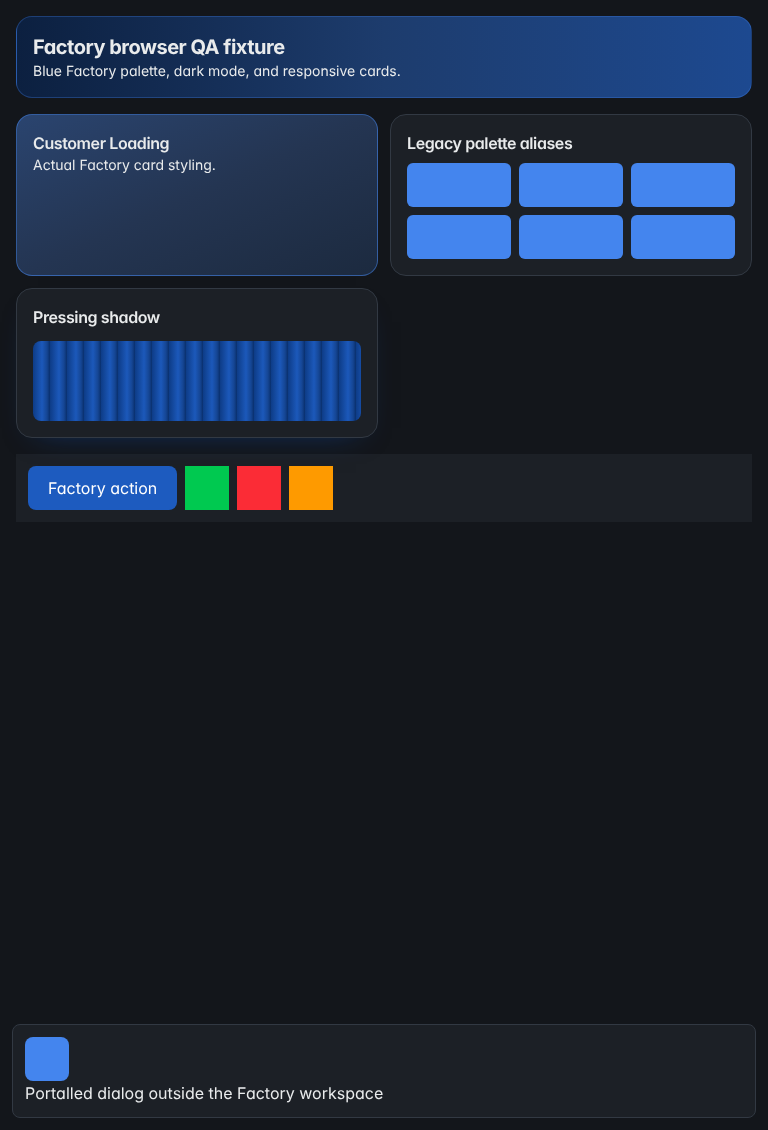 Factory browser QA fixture
Blue Factory palette, dark mode, and responsive cards.
Customer Loading
Actual Factory card styling.
Legacy palette aliases
Pressing shadow
Factory action
Portalled dialog outside the Factory workspace